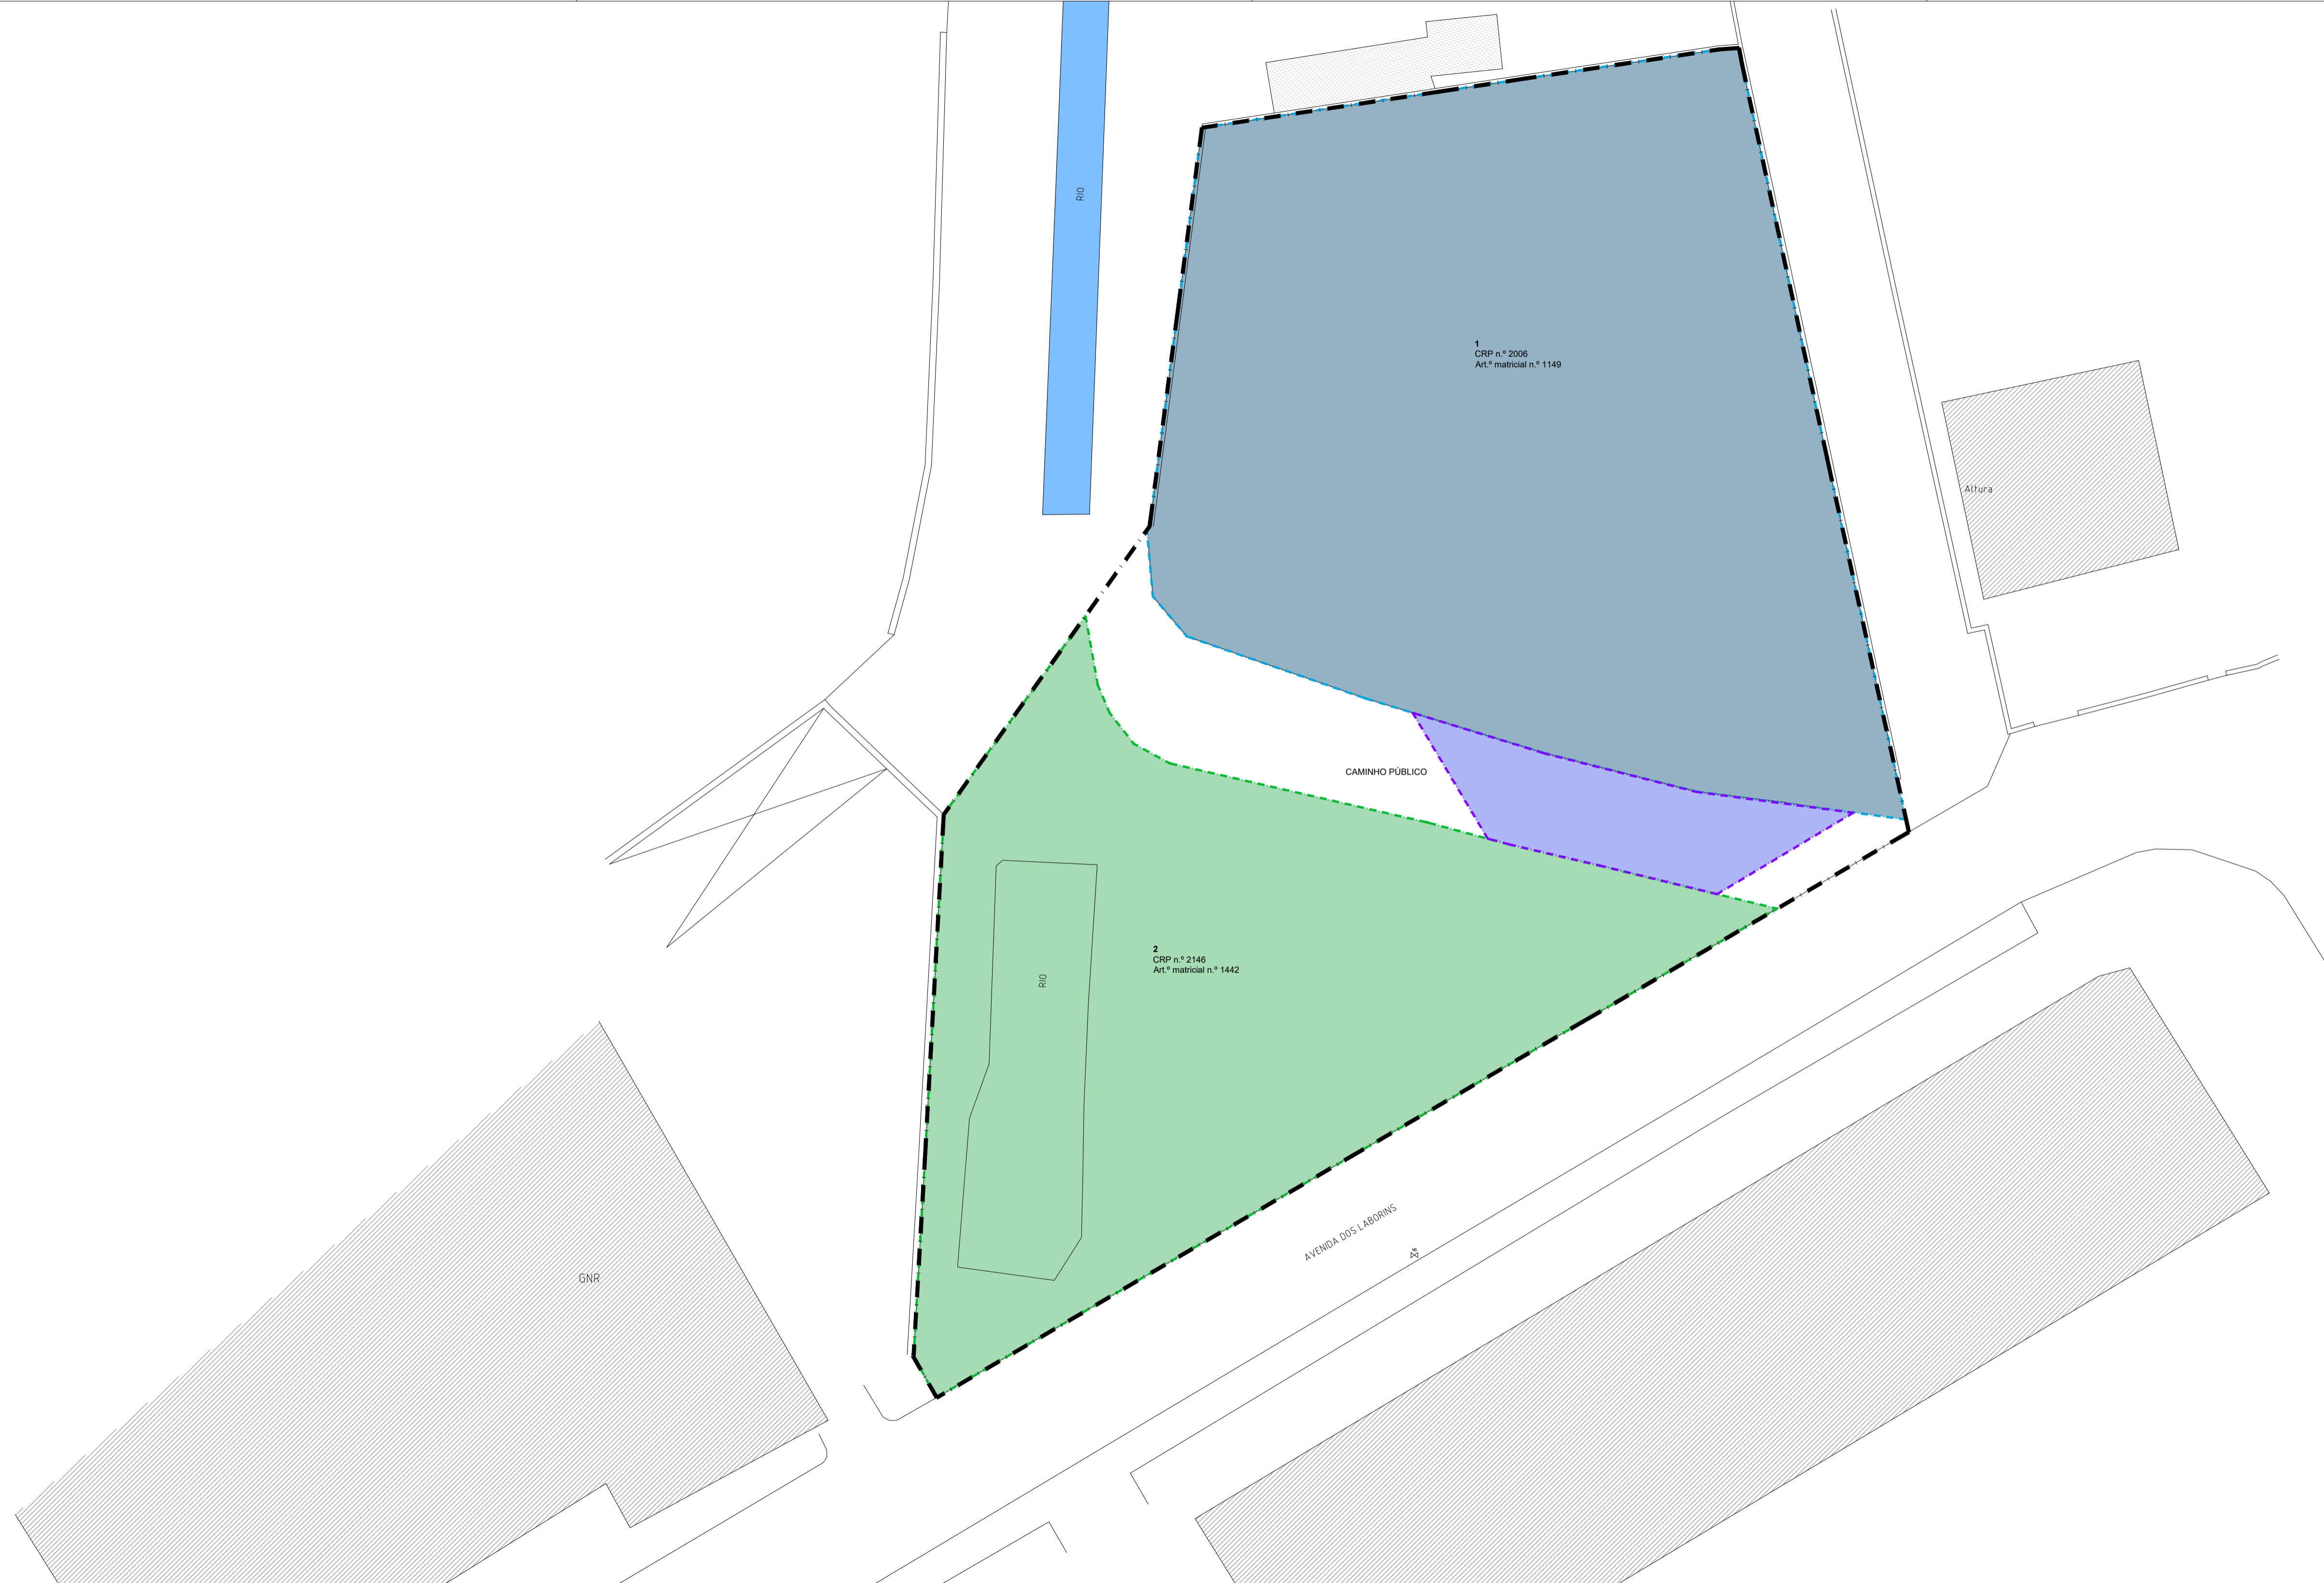 RIO
1
CRP n.º 2006
Art.º matricial n.º 1149
Altura
CAMINHO PÚBLICO
2
CRP n.º 2146
Art.º matricial n.º 1442
RIO
AVENIDA DOS LABORINS
GNR